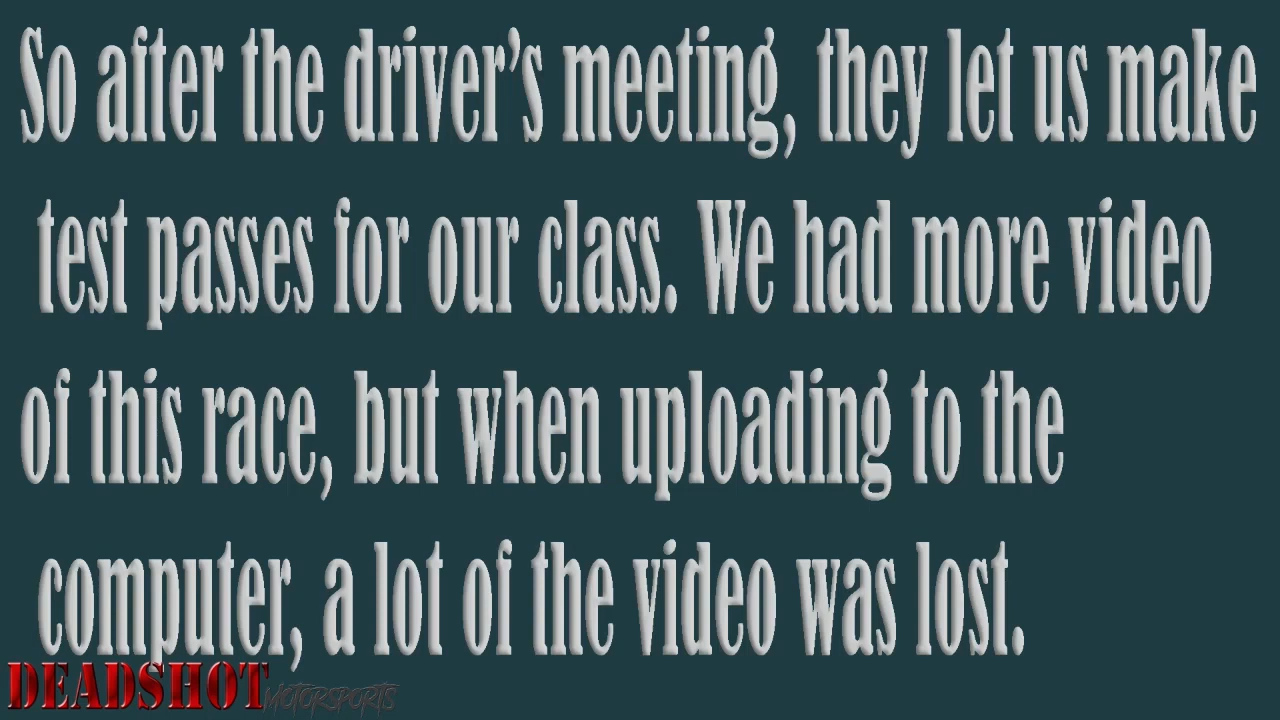 So after the driver’s meeting, they let us make
test passes for our class. We had more video
of this race, but when uploading to the
computer, a lot of the video was lost.
DEADSHOT MOTORSPORTS